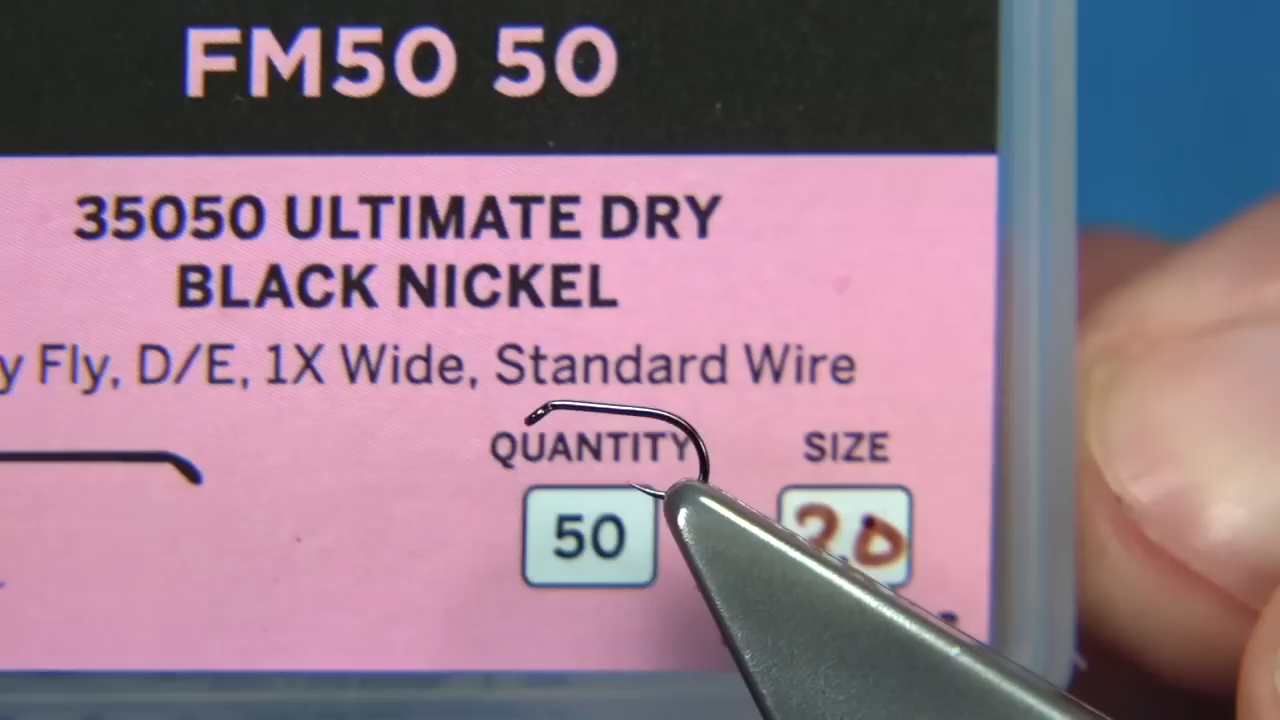 FM50 50
35050 ULTIMATE DRY
BLACK NICKEL
Fly, D/E, 1X Wide, Standard Wire
QUANTITY SIZE
50 20